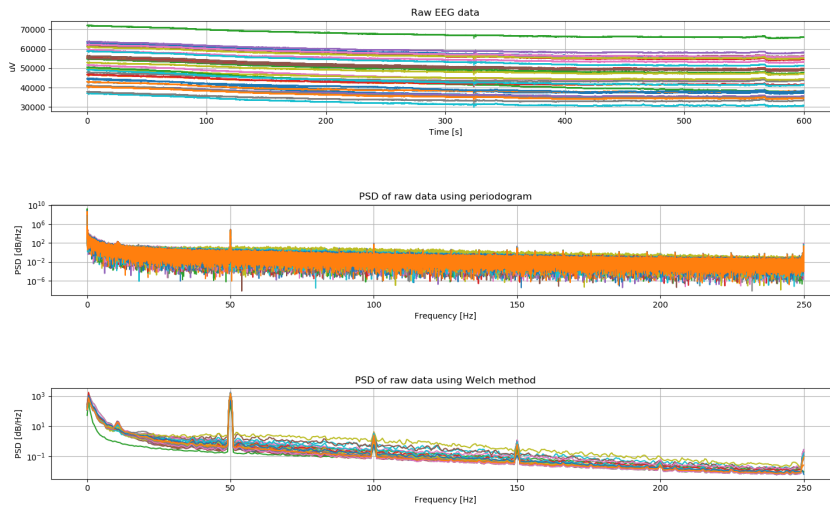 Raw EEG data
uV
70000
60000
50000
40000
30000
0 100 200 300 400 500 600
Time [s]
PSD of raw data using periodogram
PSD [dB/Hz]
10^10
10^6
10^2
10^-2
10^-6
0 50 100 150 200 250
Frequency [Hz]
PSD of raw data using Welch method
PSD [dB/Hz]
10^3
10^1
10^-1
0 50 100 150 200 250
Frequency [Hz]